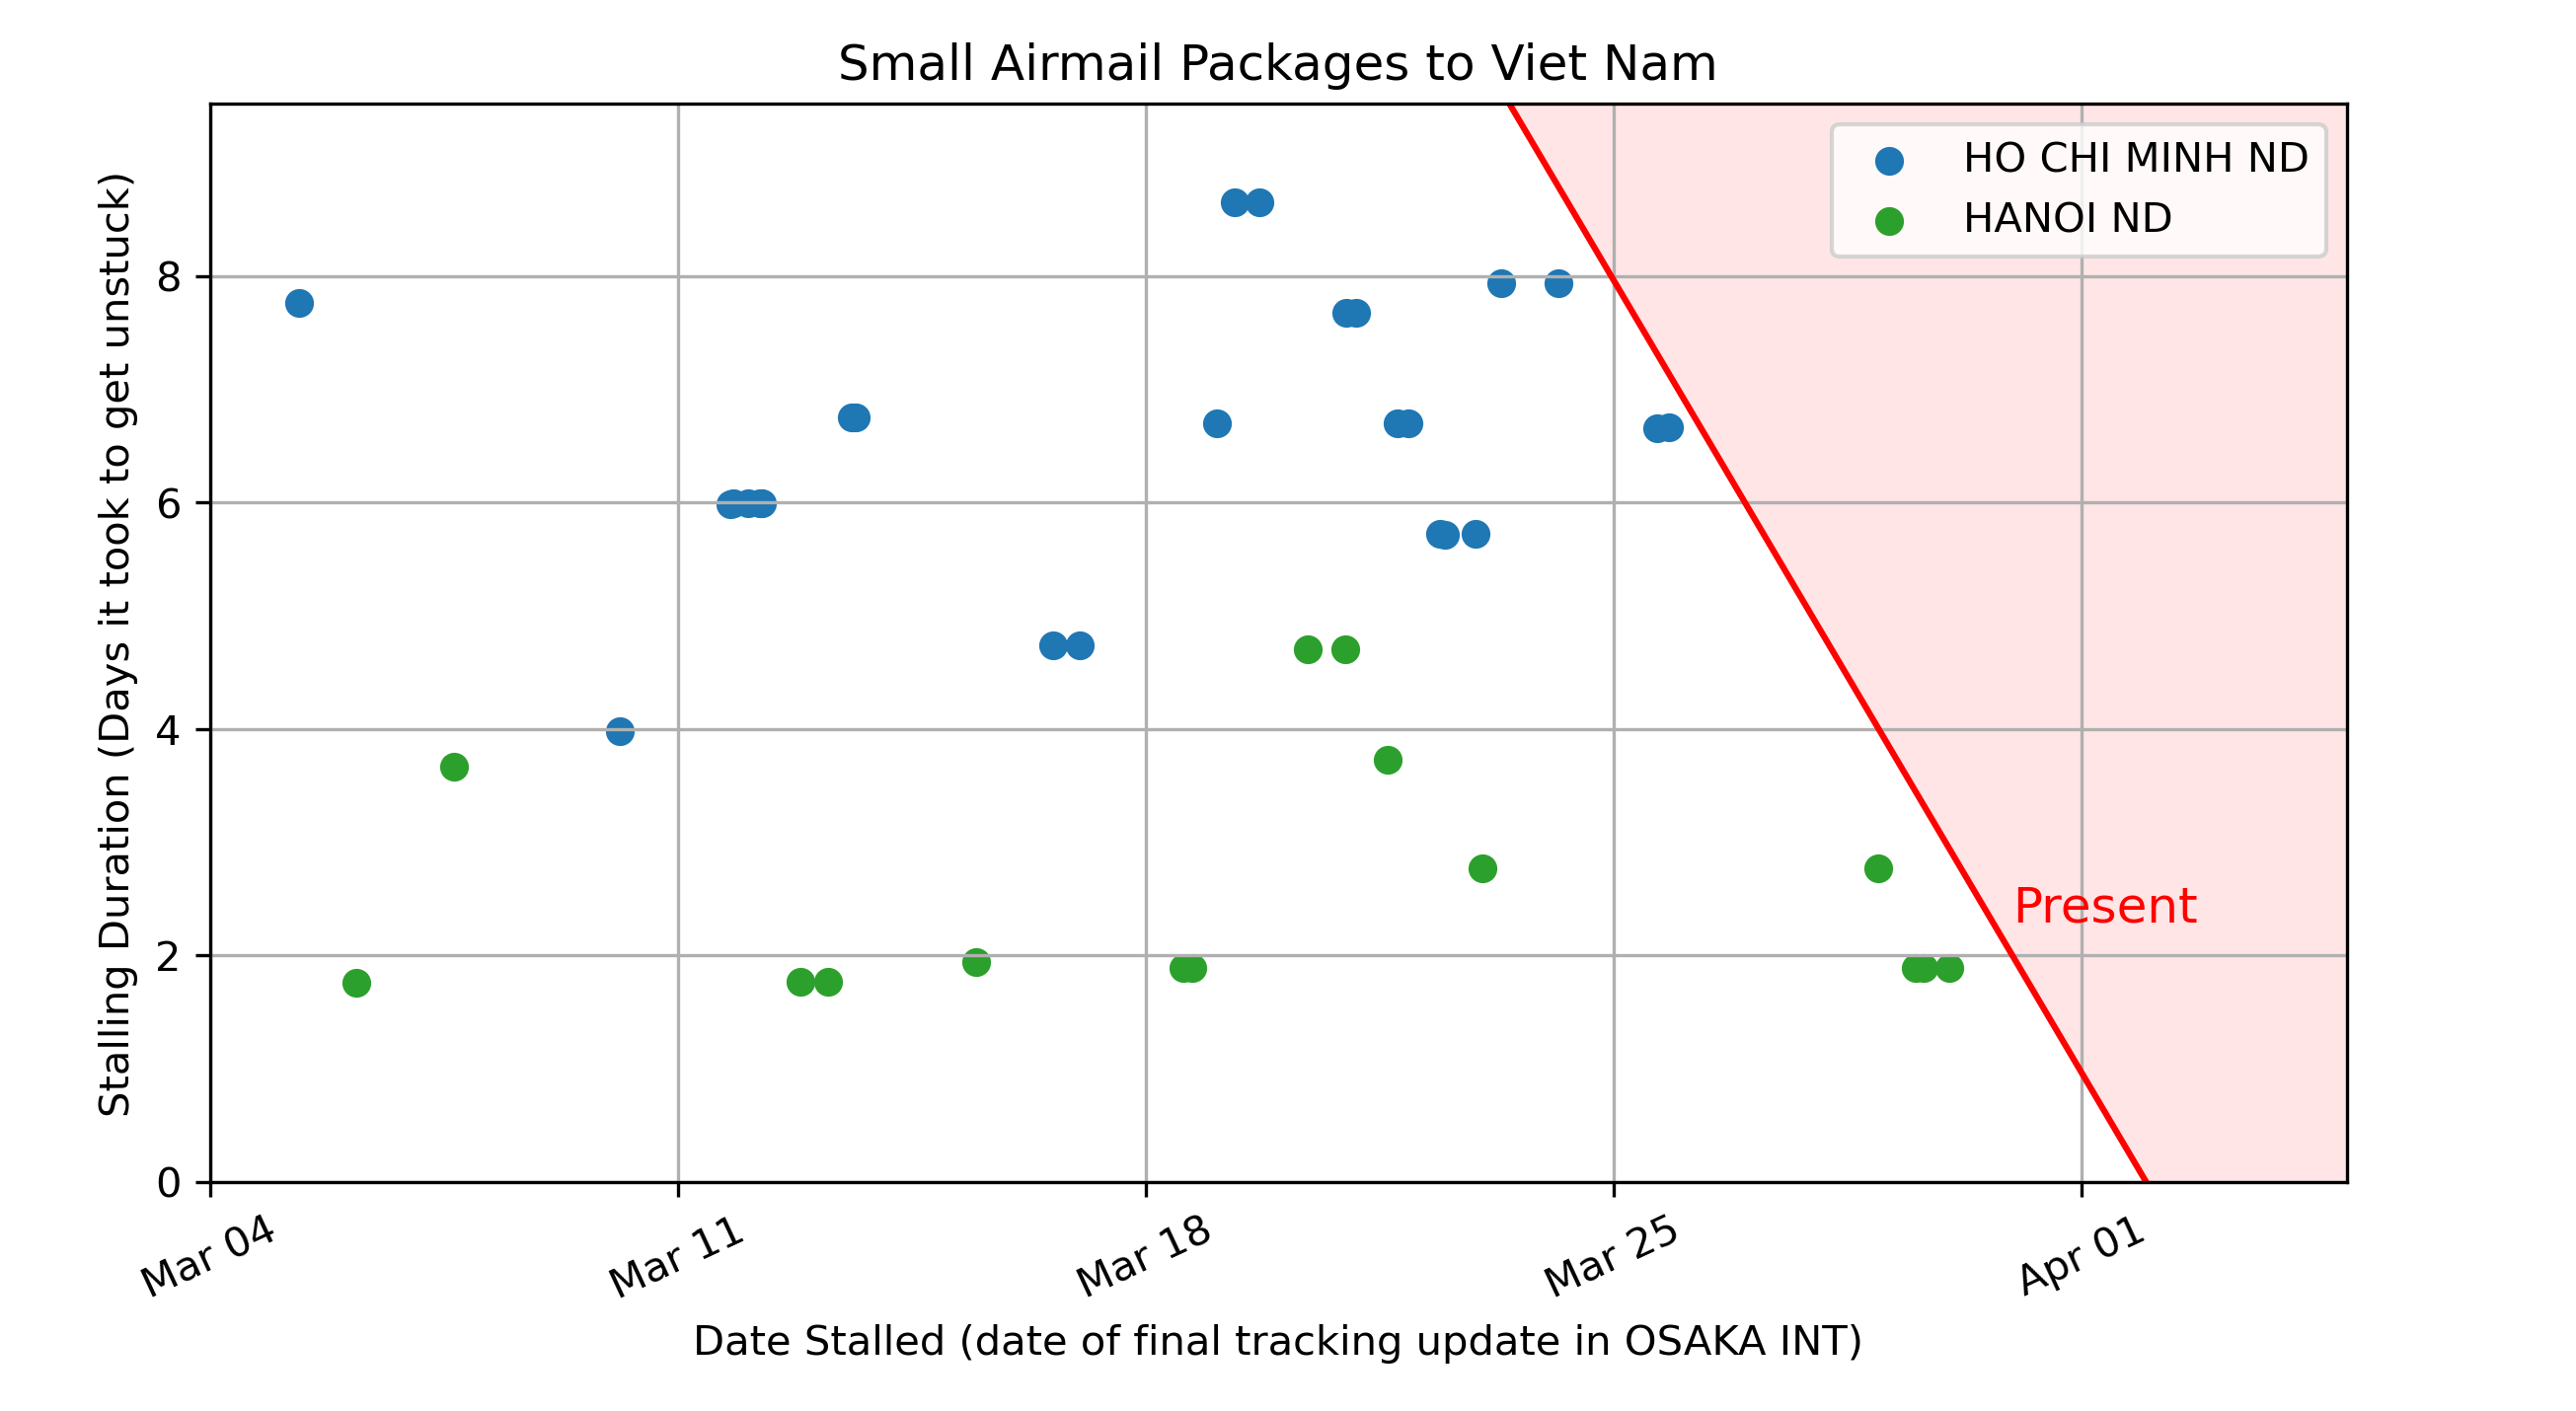 Small Airmail Packages to Viet Nam
HO CHI MINH ND
HANOI ND
Stalling Duration (Days it took to get unstuck)
8
6
4
2
0
Present
Mar 04
Mar 11
Mar 18
Mar 25
Apr 01
Date Stalled (date of final tracking update in OSAKA INT)